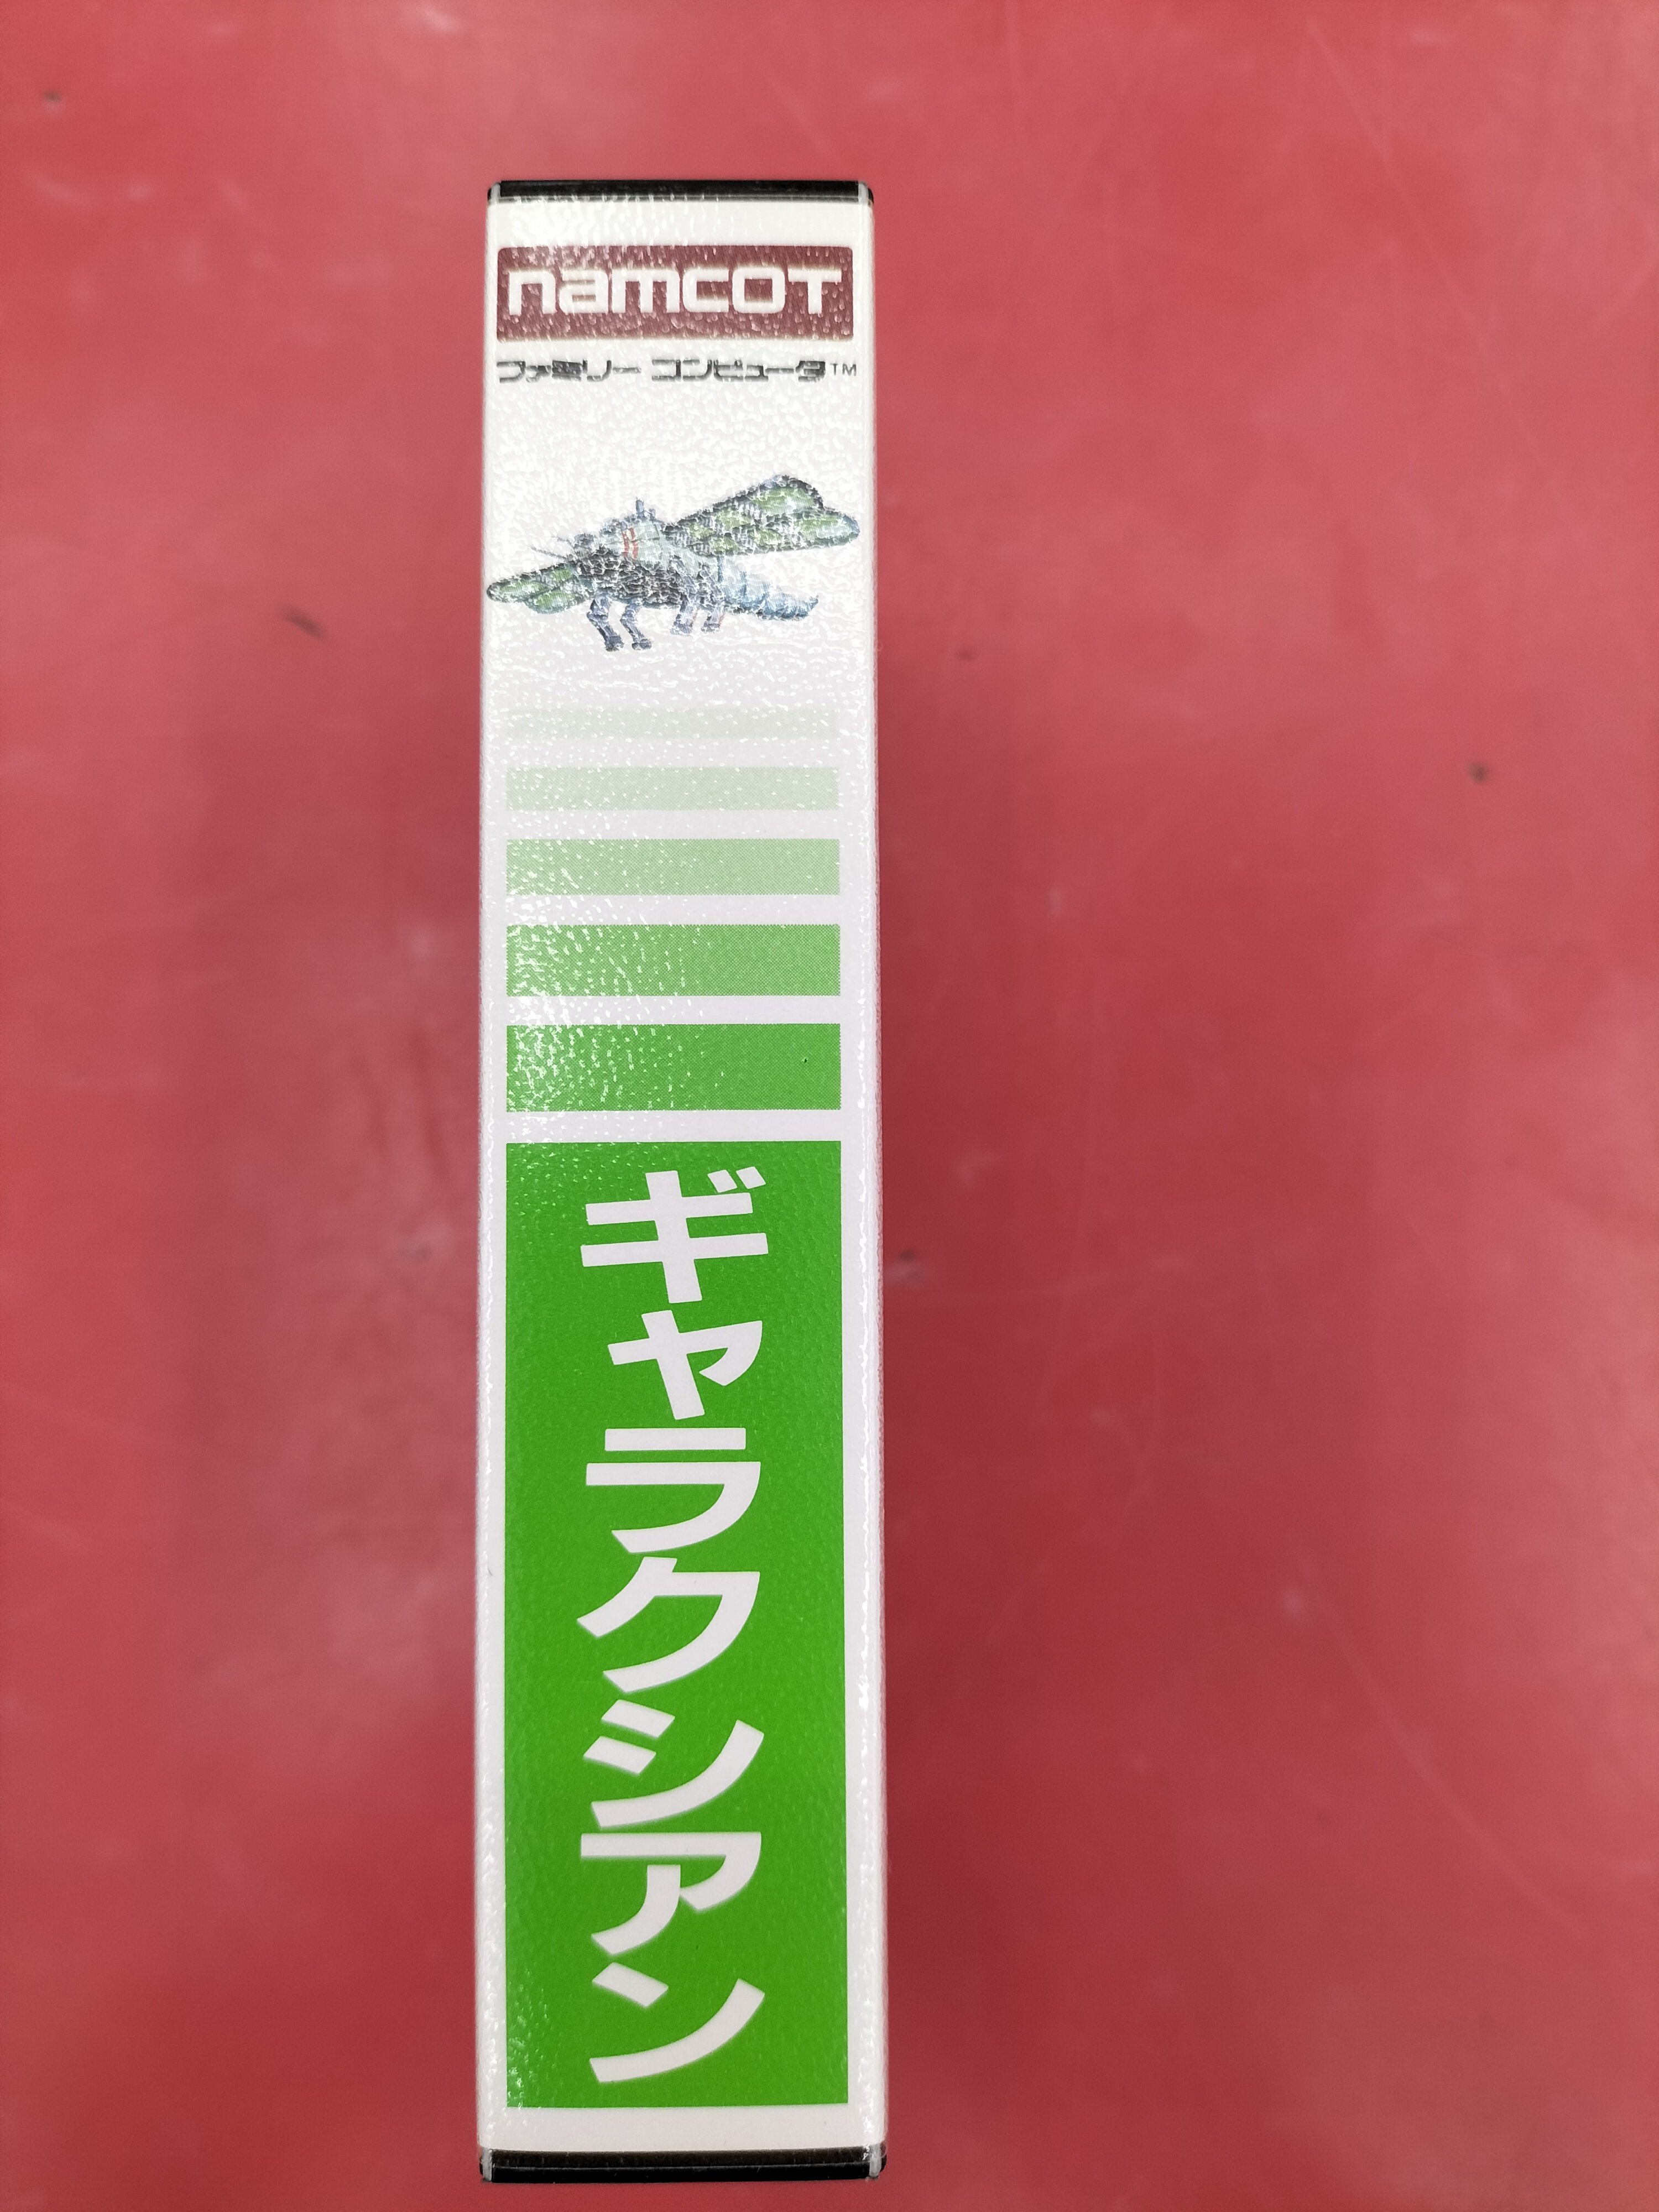 namcot
ファミリー コンピュータ™
ギャラクシアン